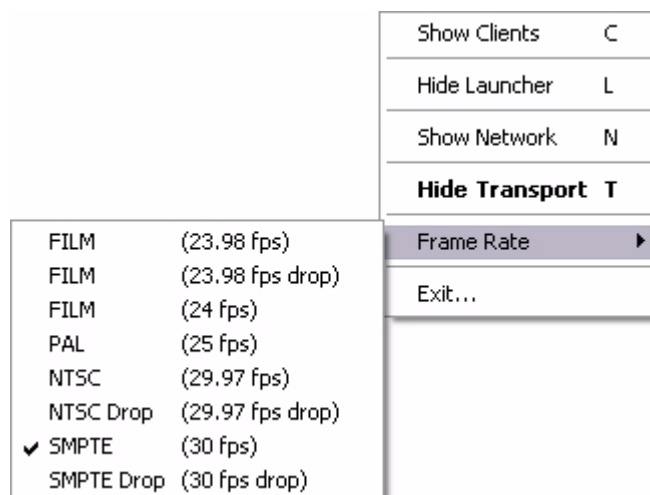 Show Clients C
Hide Launcher L
Show Network N
Hide Transport T
Frame Rate
Exit...
FILM (23.98 fps)
FILM (23.98 fps drop)
FILM (24 fps)
PAL (25 fps)
NTSC (29.97 fps)
NTSC Drop (29.97 fps drop)
SMPTE (30 fps)
SMPTE Drop (30 fps drop)